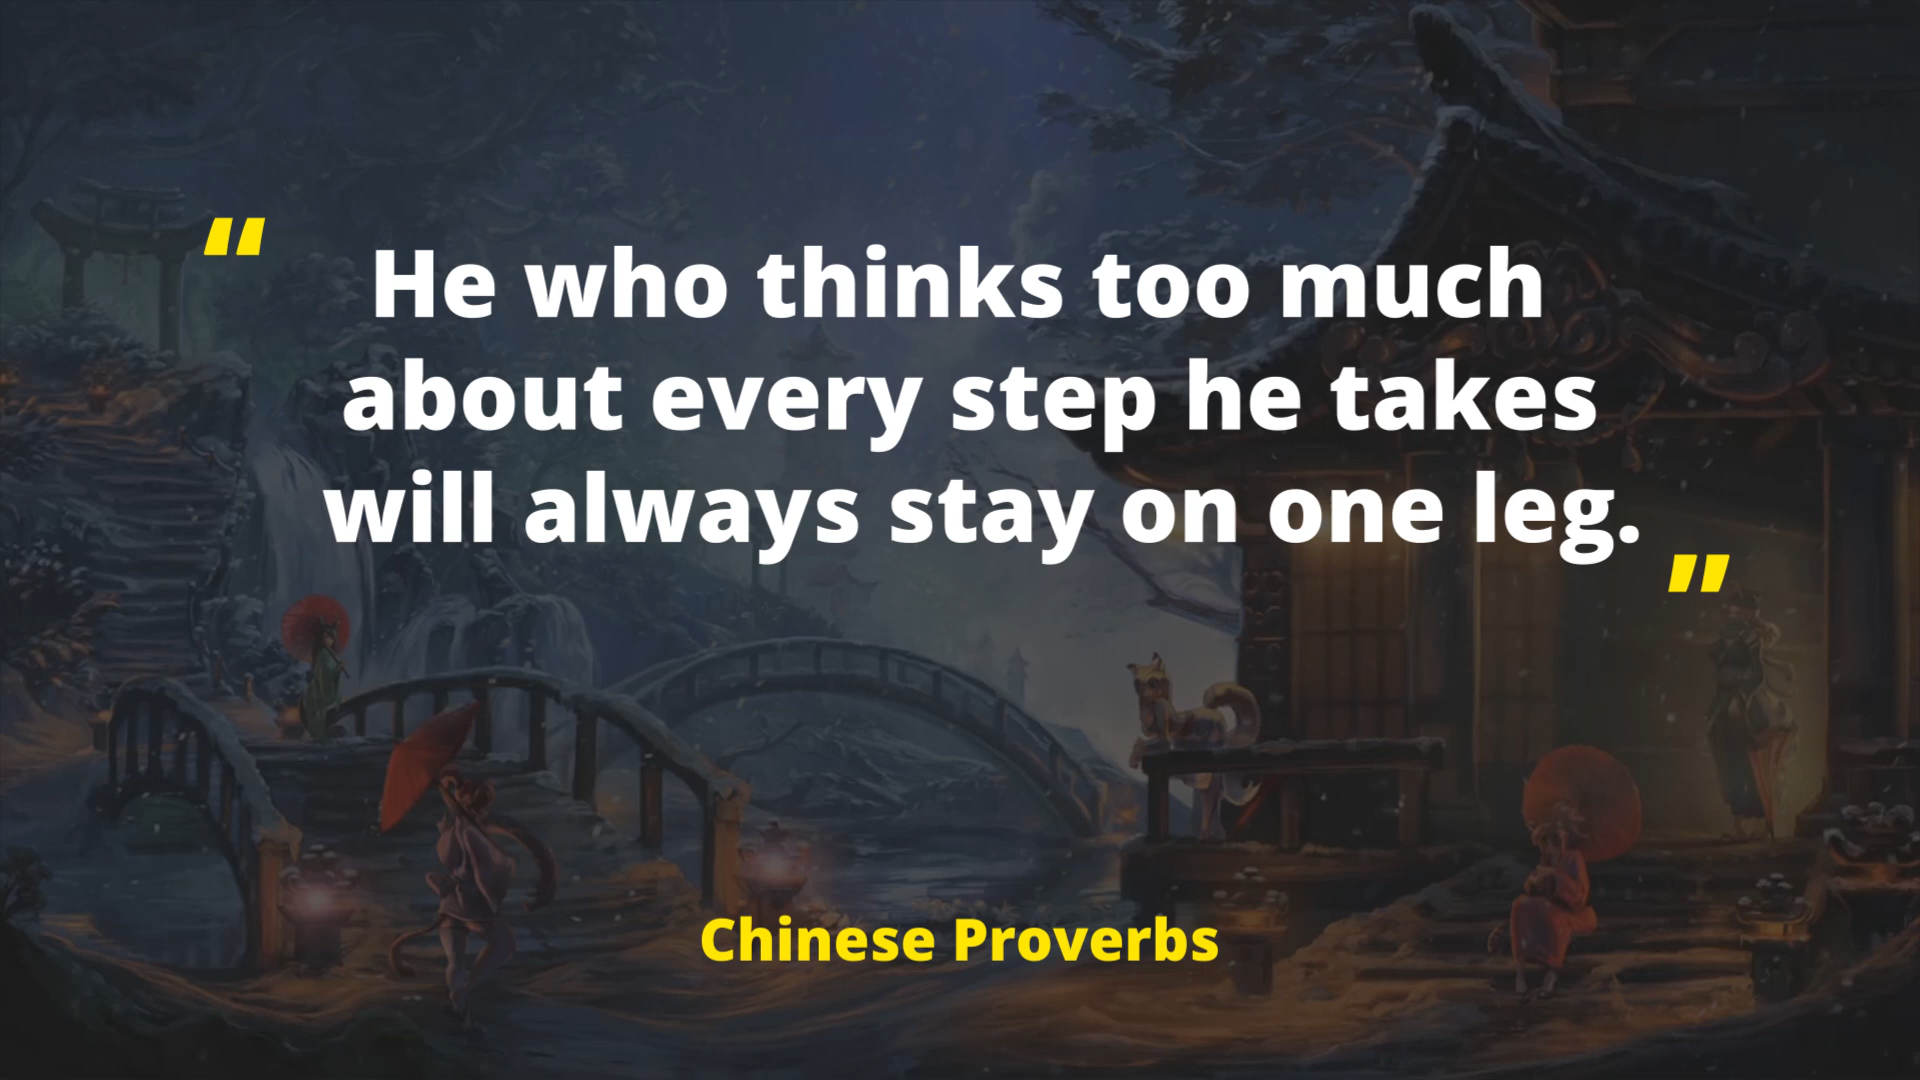 “
He who thinks too much
about every step he takes
will always stay on one leg.
”
Chinese Proverbs